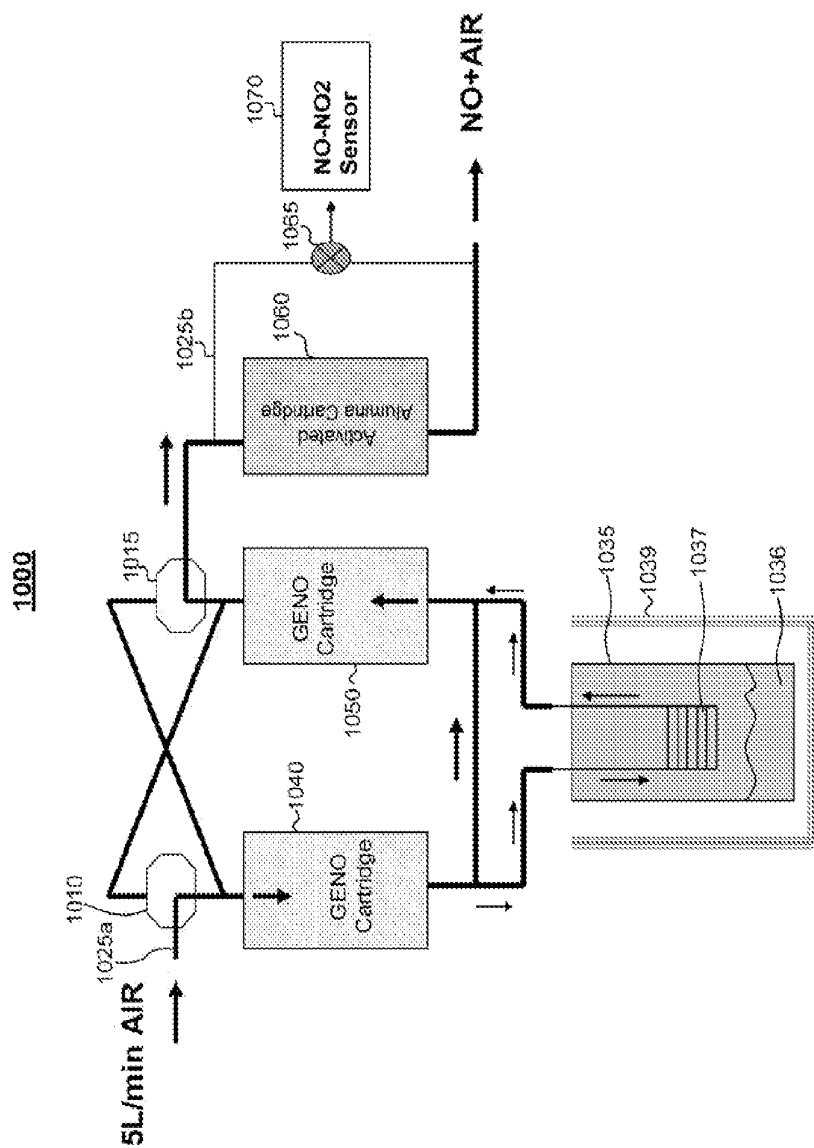 1000
5L/min AIR
1025a
1010
1015
1040
GENO
Cartridge
1050
GENO
Cartridge
1025b
1060
Activated
Alumina Cartridge
1065
1070
NO-NO2
Sensor
NO+AIR
1035
1039
1037
1036